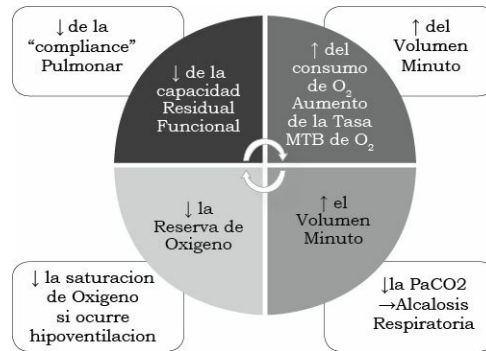 ↓ de la
“compliance”
Pulmonar
↑ del
Volumen
Minuto
↓ de la
capacidad
Residual
Funcional
↑ del
consumo
de O₂
Aumento
de la Tasa
MTB de O₂
↓ la
Reserva de
Oxigeno
↑ el
Volumen
Minuto
↓ la saturacion
de Oxigeno
si ocurre
hipoventilacion
↓la PaCO2
→Alcalosis
Respiratoria